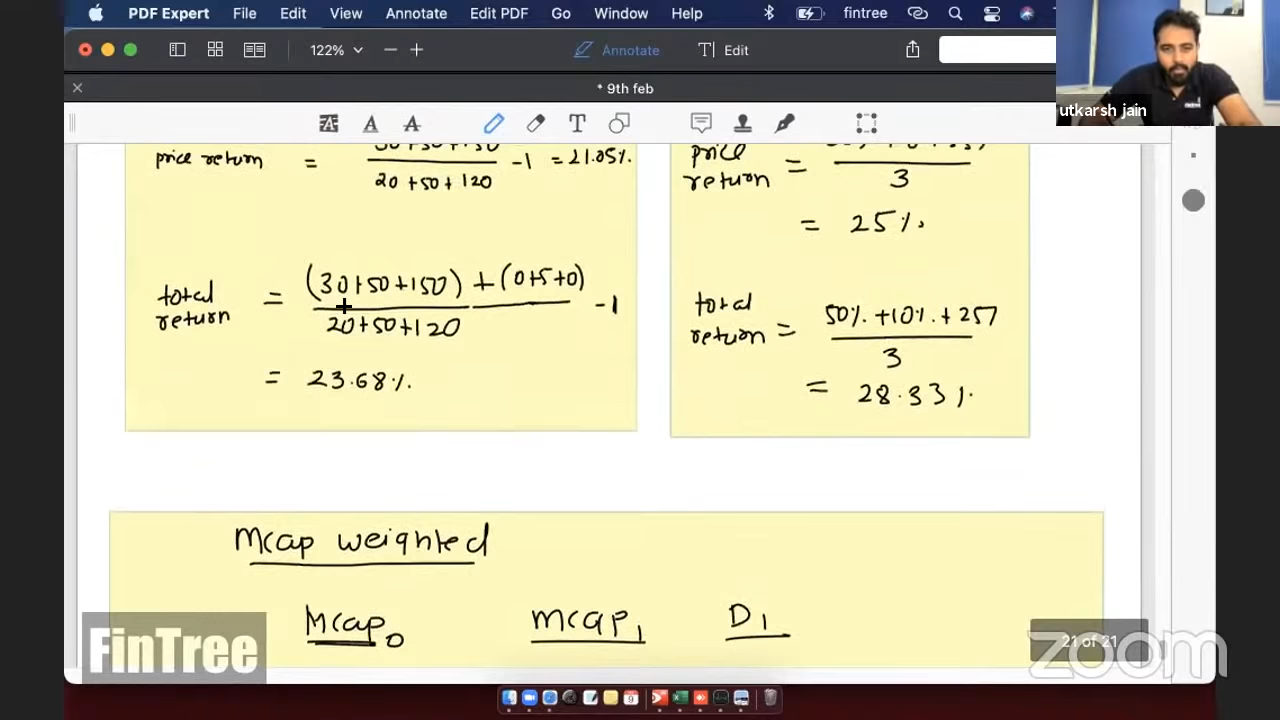 PDF Expert File Edit View Annotate Edit PDF Go Window Help fintree
122% Annotate T| Edit
utkarsh jain
* 9th feb
price return = 30+50+150 / 20+50+120 -1 = 21.05%.
price return = / 3
= 25%.
total return = (30+50+150) + (0+5+0) / 20+50+120 -1
= 23.68%.
total return = 50%. +10%. +25% / 3
= 28.33%.
Mcap weighted
Mcap0 mcap1 D1
FinTree
21 of 21
zoom